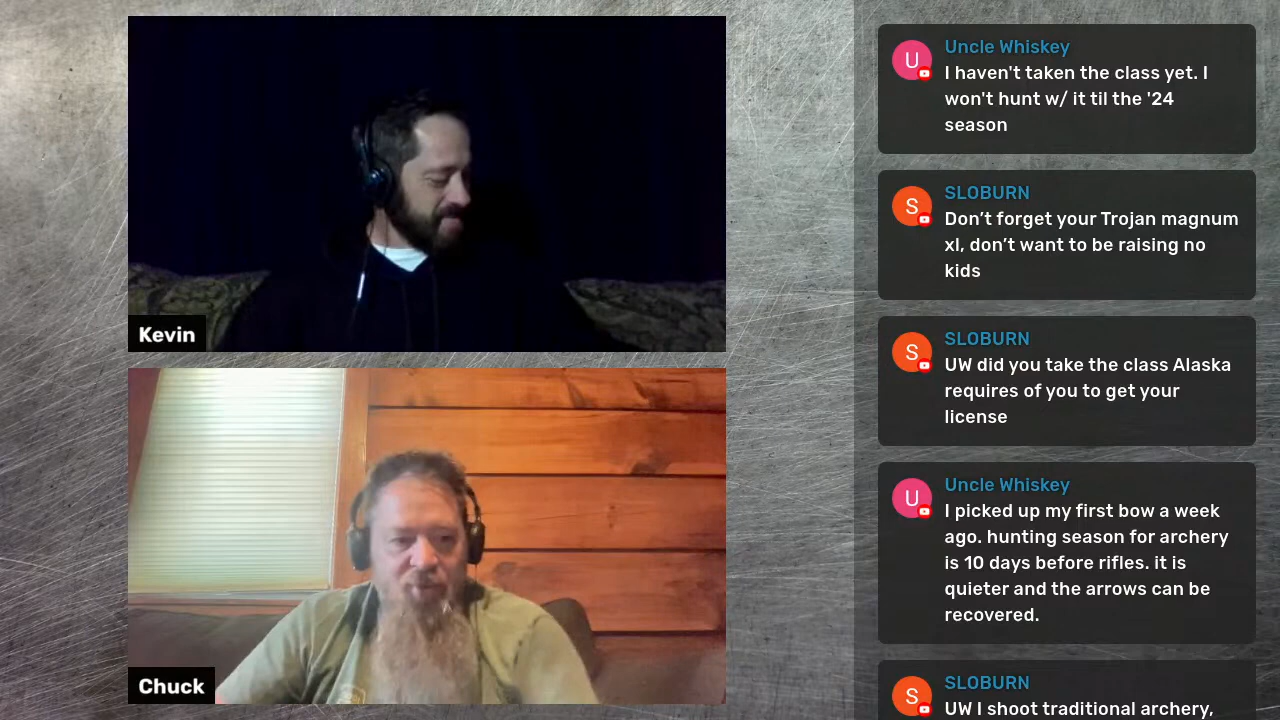 Kevin
Chuck
U
Uncle Whiskey
I haven't taken the class yet. I
won't hunt w/ it til the '24
season
S
SLOBURN
Don’t forget your Trojan magnum
xl, don’t want to be raising no
kids
S
SLOBURN
UW did you take the class Alaska
requires of you to get your
license
U
Uncle Whiskey
I picked up my first bow a week
ago. hunting season for archery
is 10 days before rifles. it is
quieter and the arrows can be
recovered.
S
SLOBURN
UW I shoot traditional archery,